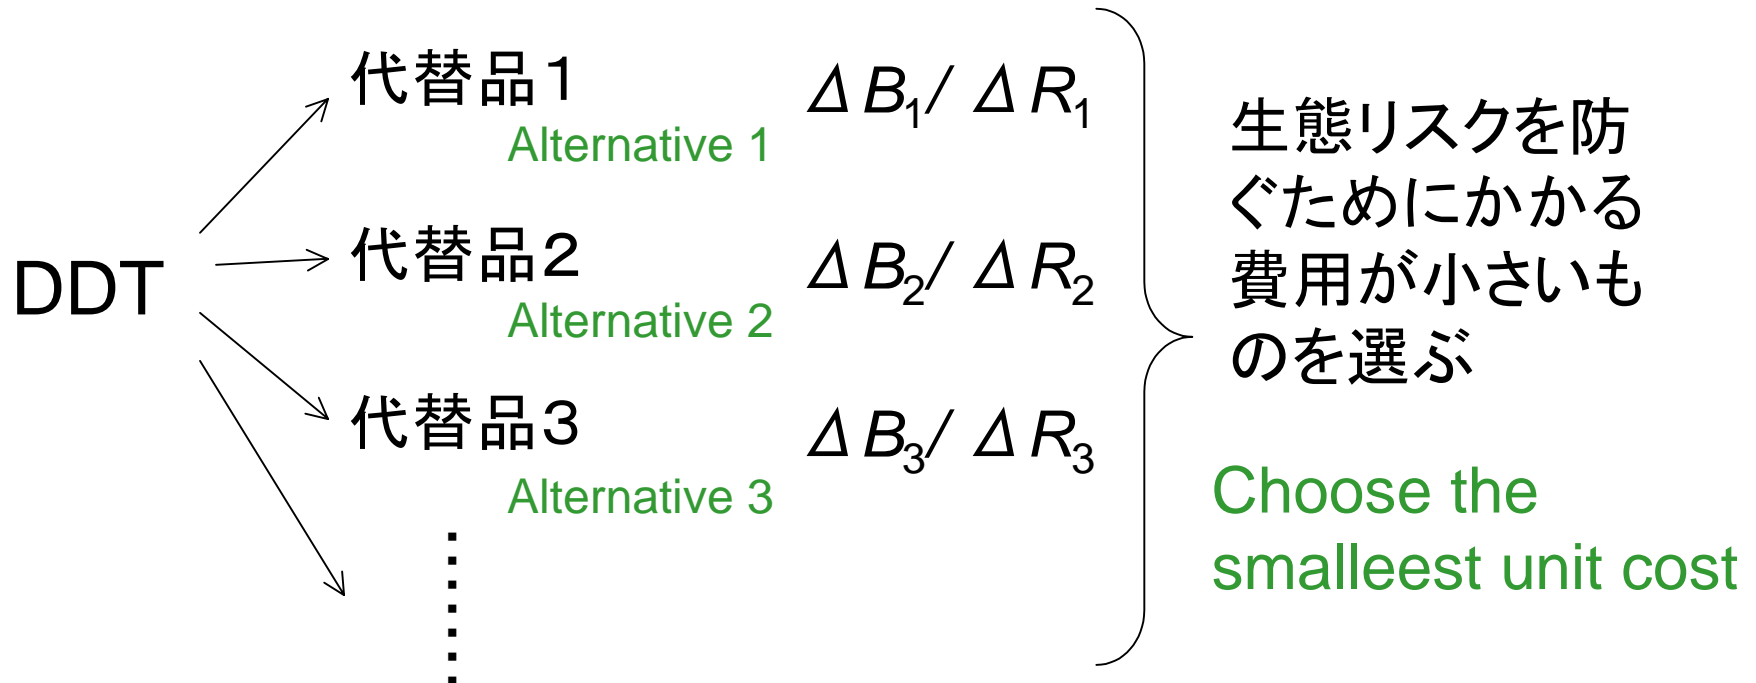 DDT
代替品１
Alternative 1
ΔB1/ ΔR1
代替品２
Alternative 2
ΔB2/ ΔR2
代替品３
Alternative 3
ΔB3/ ΔR3
生態リスクを防
ぐためにかかる
費用が小さいも
のを選ぶ
Choose the
smalleest unit cost